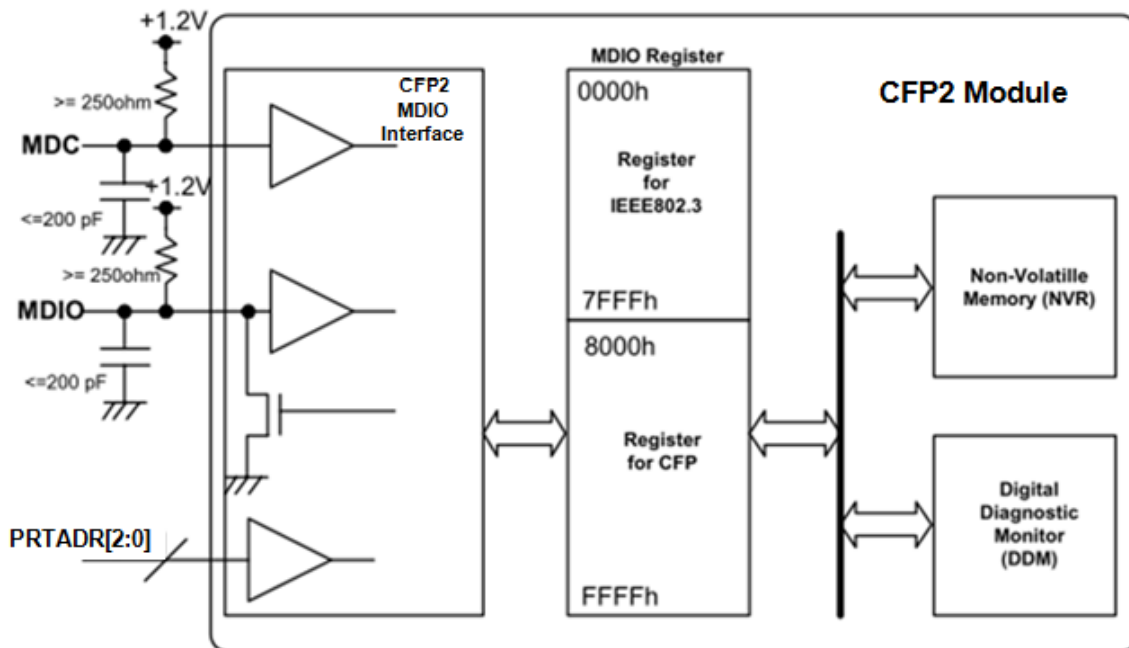 +1.2V
>= 250ohm
MDC
+1.2V
<=200 pF
>= 250ohm
MDIO
<=200 pF
PRTADR[2:0]
CFP2
MDIO
Interface
MDIO Register
0000h
Register
for
IEEE802.3
7FFFh
8000h
Register
for CFP
FFFFh
CFP2 Module
Non-Volatille
Memory (NVR)
Digital
Diagnostic
Monitor
(DDM)